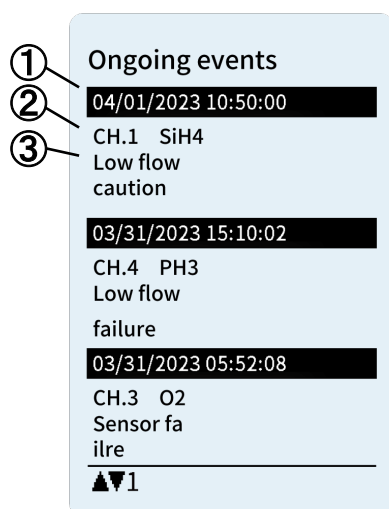 Ongoing events
① 04/01/2023 10:50:00
② CH.1 SiH4
③ Low flow
caution
03/31/2023 15:10:02
CH.4 PH3
Low flow
failure
03/31/2023 05:52:08
CH.3 O2
Sensor fa
ilre
▲▼1